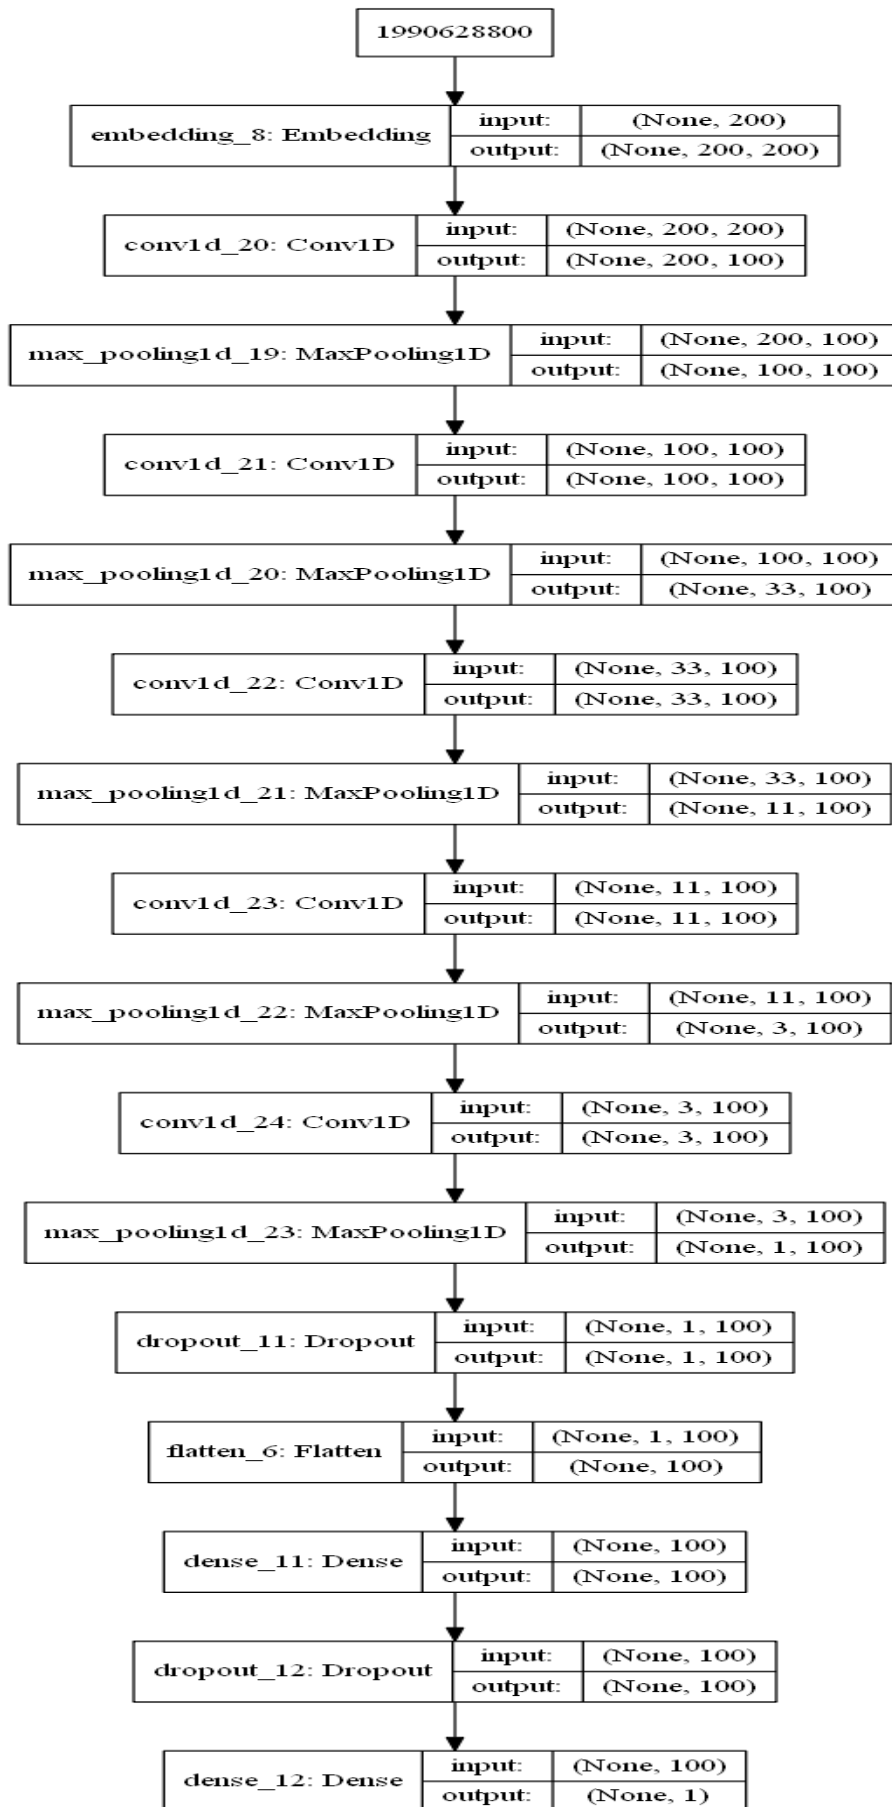 1990628800
embedding_8: Embedding input: (None, 200)
output: (None, 200, 200)
conv1d_20: Conv1D input: (None, 200, 200)
output: (None, 200, 100)
max_pooling1d_19: MaxPooling1D input: (None, 200, 100)
output: (None, 100, 100)
conv1d_21: Conv1D input: (None, 100, 100)
output: (None, 100, 100)
max_pooling1d_20: MaxPooling1D input: (None, 100, 100)
output: (None, 33, 100)
conv1d_22: Conv1D input: (None, 33, 100)
output: (None, 33, 100)
max_pooling1d_21: MaxPooling1D input: (None, 33, 100)
output: (None, 11, 100)
conv1d_23: Conv1D input: (None, 11, 100)
output: (None, 11, 100)
max_pooling1d_22: MaxPooling1D input: (None, 11, 100)
output: (None, 3, 100)
conv1d_24: Conv1D input: (None, 3, 100)
output: (None, 3, 100)
max_pooling1d_23: MaxPooling1D input: (None, 3, 100)
output: (None, 1, 100)
dropout_11: Dropout input: (None, 1, 100)
output: (None, 1, 100)
flatten_6: Flatten input: (None, 1, 100)
output: (None, 100)
dense_11: Dense input: (None, 100)
output: (None, 100)
dropout_12: Dropout input: (None, 100)
output: (None, 100)
dense_12: Dense input: (None, 100)
output: (None, 1)